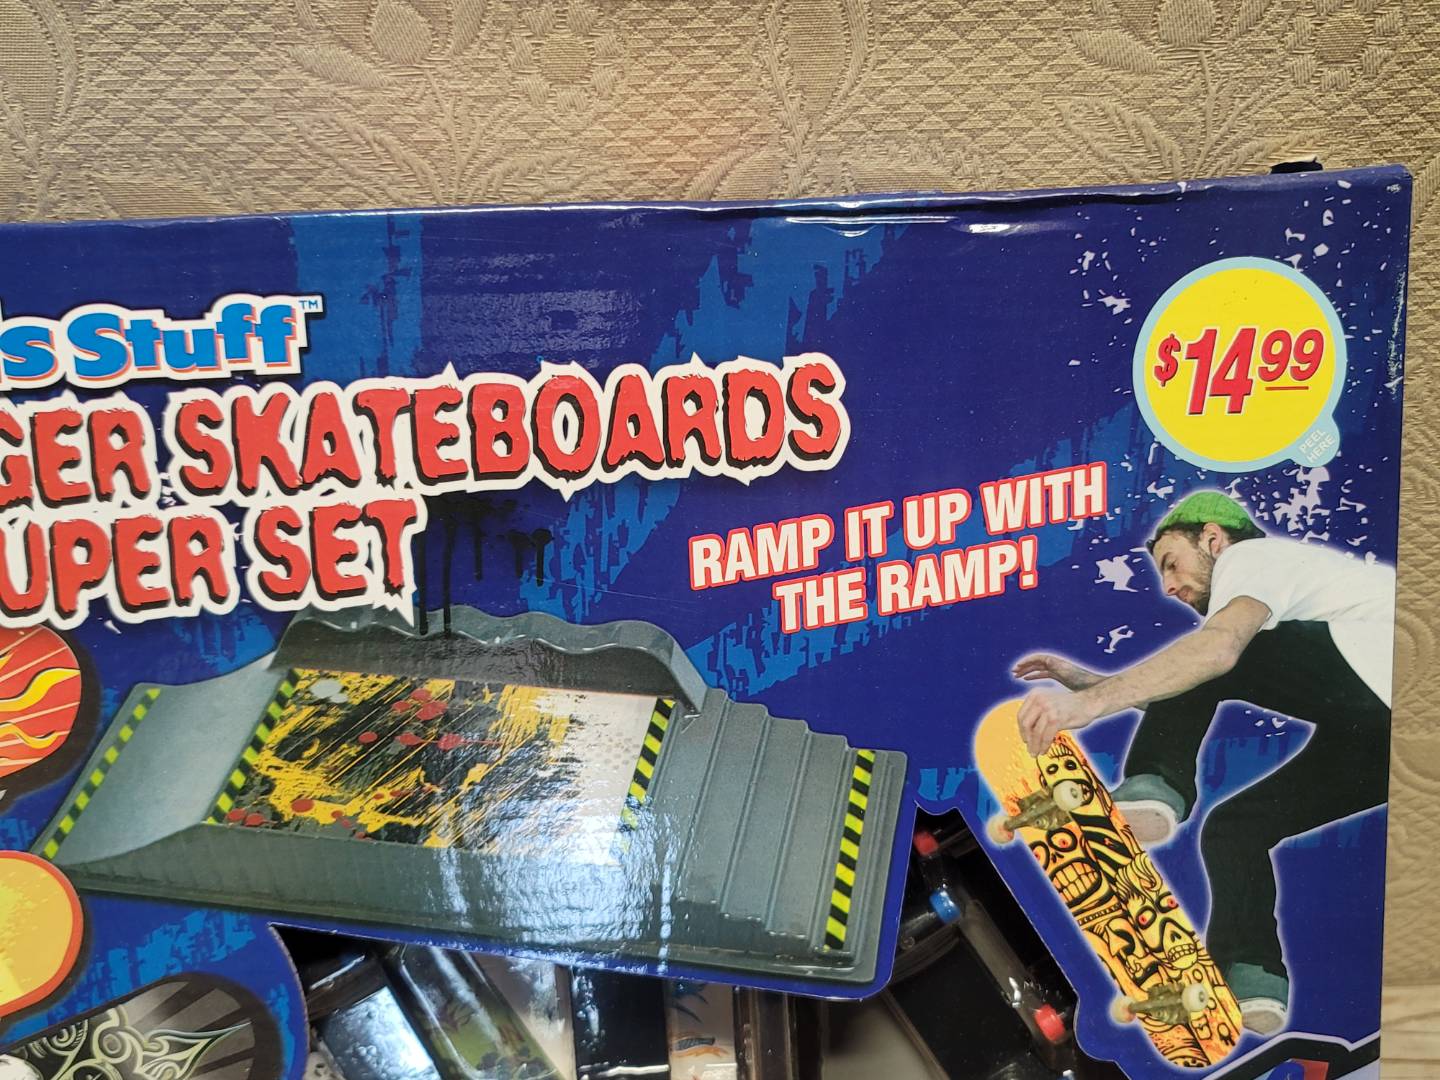 s Stuff™
GER SKATEBOARDS
UPER SET
$14.99
PEEL
HERE
RAMP IT UP WITH
THE RAMP!